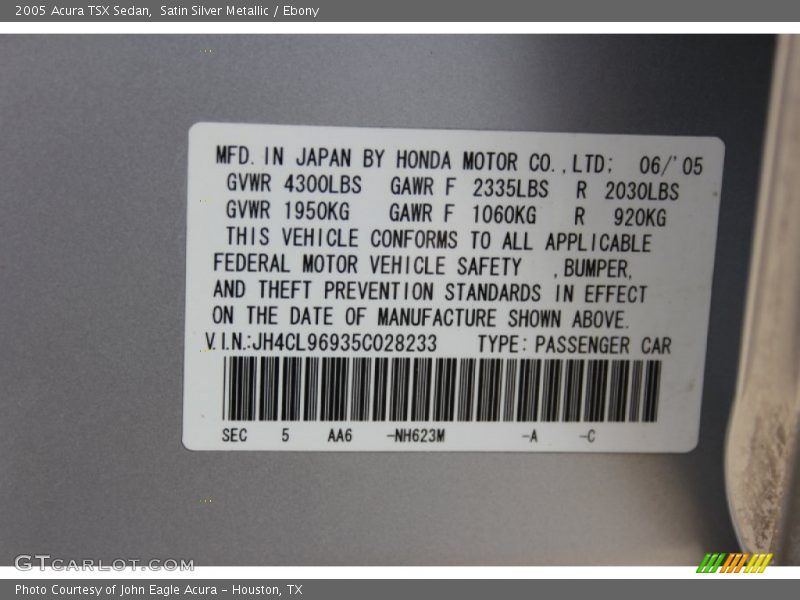 2005 Acura TSX Sedan,  Satin Silver Metallic / Ebony
MFD. IN JAPAN BY HONDA MOTOR CO.,LTD; 06/'05
GVWR 4300LBS GAWR F 2335LBS R 2030LBS
GVWR 1950KG GAWR F 1060KG R 920KG
THIS VEHICLE CONFORMS TO ALL APPLICABLE
FEDERAL MOTOR VEHICLE SAFETY ,BUMPER,
AND THEFT PREVENTION STANDARDS IN EFFECT
ON THE DATE OF MANUFACTURE SHOWN ABOVE.
V.I.N.:JH4CL96935C028233 TYPE: PASSENGER CAR
SEC 5 AA6 -NH623M -A -C
GTCARLOT.COM
Photo Courtesy of John Eagle Acura - Houston, TX